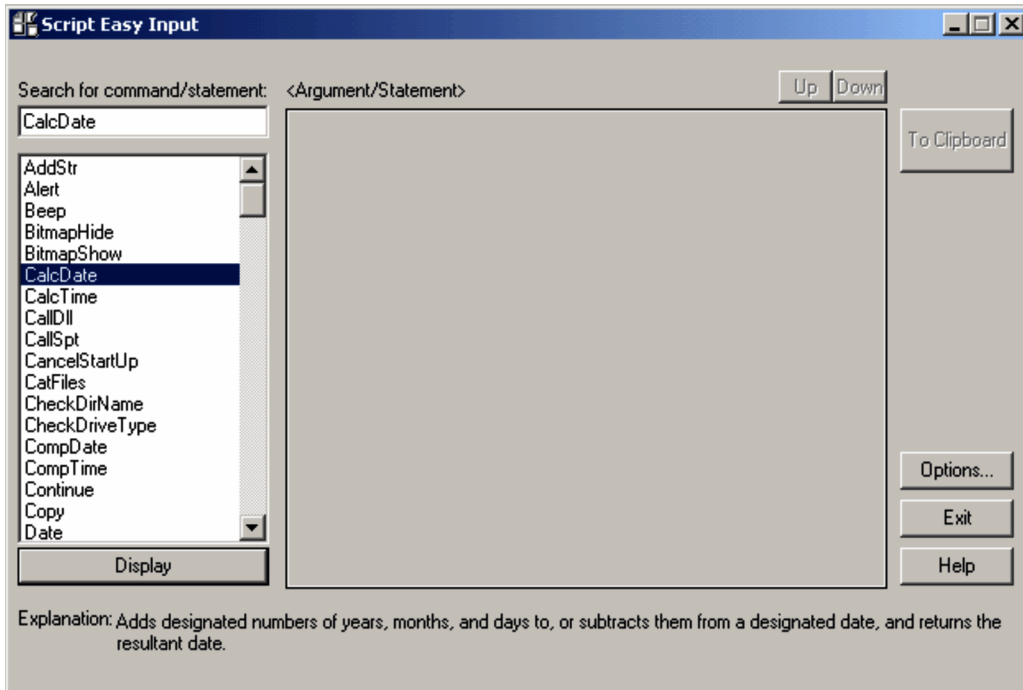 Script Easy Input
Search for command/statement:
<Argument/Statement>
Up
Down
CalcDate
To Clipboard
AddStr
Alert
Beep
BitmapHide
BitmapShow
CalcDate
CalcTime
CallDll
CallSpt
CancelStartUp
CatFiles
CheckDirName
CheckDriveType
CompDate
CompTime
Continue
Copy
Date
Display
Options...
Exit
Help
Explanation: Adds designated numbers of years, months, and days to, or subtracts them from a designated date, and returns the
resultant date.